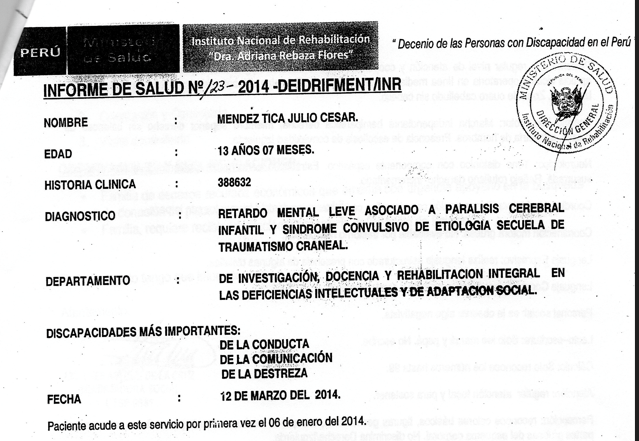 PERÚ Ministerio de Salud Instituto Nacional de Rehabilitación "Dra. Adriana Rebaza Flores"
"Decenio de las Personas con Discapacidad en el Perú"
MINISTERIO DE SALUD
DIRECCIÓN GENERAL
Instituto Nacional de Rehabilitación
INFORME DE SALUD Nº 123-2014-DEIDRIFMENT/INR
NOMBRE : MENDEZ TICA JULIO CESAR.
EDAD : 13 AÑOS 07 MESES.
HISTORIA CLINICA : 388632
DIAGNOSTICO : RETARDO MENTAL LEVE ASOCIADO A PARALISIS CEREBRAL
INFANTIL Y SINDROME CONVULSIVO DE ETIOLOGIA SECUELA DE
TRAUMATISMO CRANEAL.
DEPARTAMENTO : DE INVESTIGACIÓN, DOCENCIA Y REHABILITACION INTEGRAL EN
LAS DEFICIENCIAS INTELECTUALES Y DE ADAPTACION SOCIAL.
DISCAPACIDADES MÁS IMPORTANTES:
DE LA CONDUCTA
DE LA COMUNICACIÓN
DE LA DESTREZA
FECHA : 12 DE MARZO DEL 2014.
Paciente acude a este servicio por primera vez el 06 de enero del 2014.